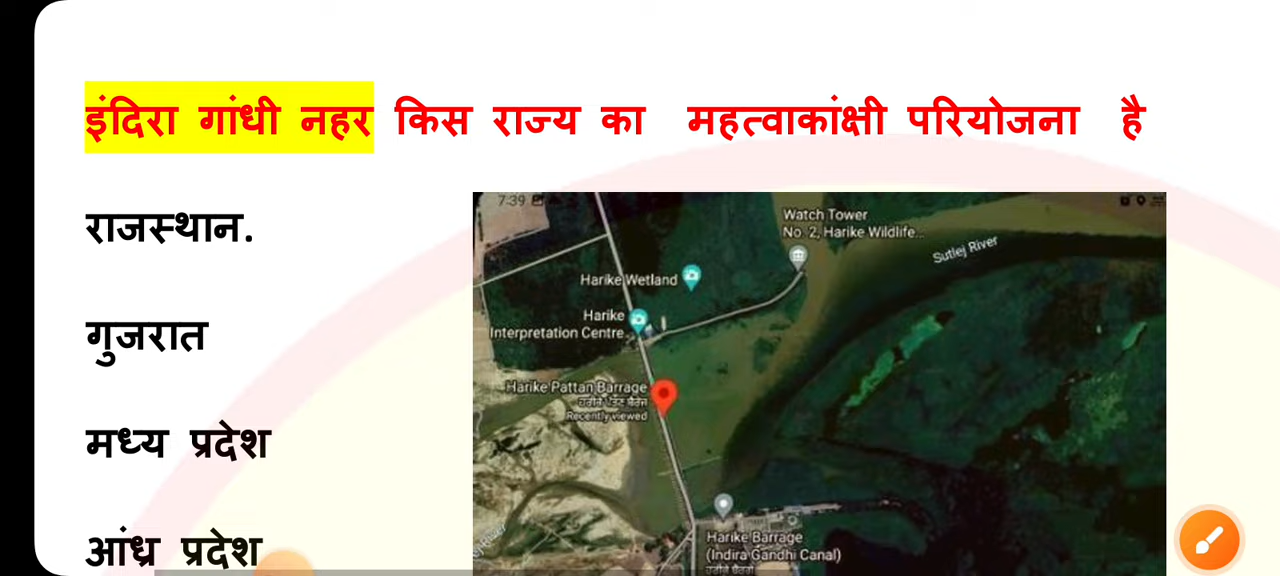 इंदिरा गांधी नहर किस राज्य का महत्वाकांक्षी परियोजना है
राजस्थान.
गुजरात
मध्य प्रदेश
आंध्र प्रदेश
7:39
Watch Tower
No. 2, Harike Wildlife...
Sutlej River
Harike Wetland
Harike
Interpretation Centre
Harike Pattan Barrage
Recently viewed
Harike Barrage
(Indira Gandhi Canal)